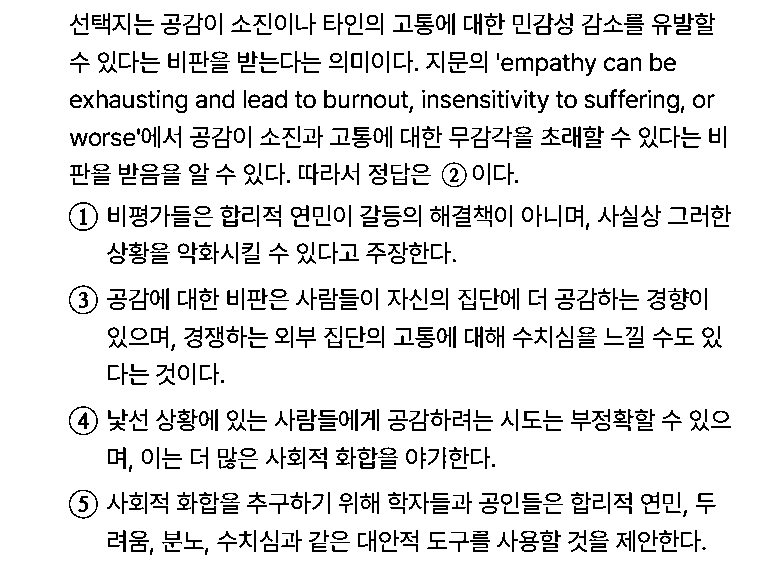 선택지는 공감이 소진이나 타인의 고통에 대한 민감성 감소를 유발할
수 있다는 비판을 받는다는 의미이다. 지문의 'empathy can be
exhausting and lead to burnout, insensitivity to suffering, or
worse'에서 공감이 소진과 고통에 대한 무감각을 초래할 수 있다는 비
판을 받음을 알 수 있다. 따라서 정답은 ②이다.
① 비평가들은 합리적 연민이 갈등의 해결책이 아니며, 사실상 그러한
상황을 악화시킬 수 있다고 주장한다.
③ 공감에 대한 비판은 사람들이 자신의 집단에 더 공감하는 경향이
있으며, 경쟁하는 외부 집단의 고통에 대해 수치심을 느낄 수도 있
다는 것이다.
④ 낯선 상황에 있는 사람들에게 공감하려는 시도는 부정확할 수 있으
며, 이는 더 많은 사회적 화합을 야기한다.
⑤ 사회적 화합을 추구하기 위해 학자들과 공인들은 합리적 연민, 두
려움, 분노, 수치심과 같은 대안적 도구를 사용할 것을 제안한다.